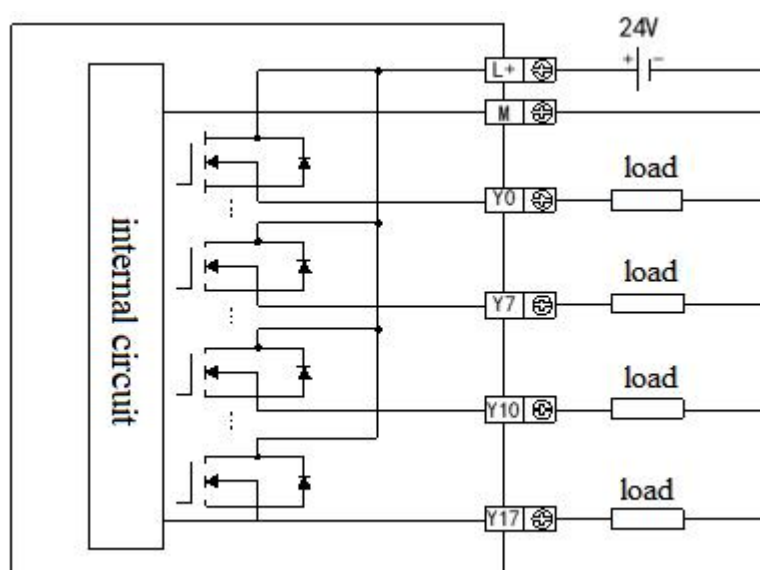 24V
+ -
L+
M
load
Y0
load
Y7
load
Y10
load
Y17
internal circuit